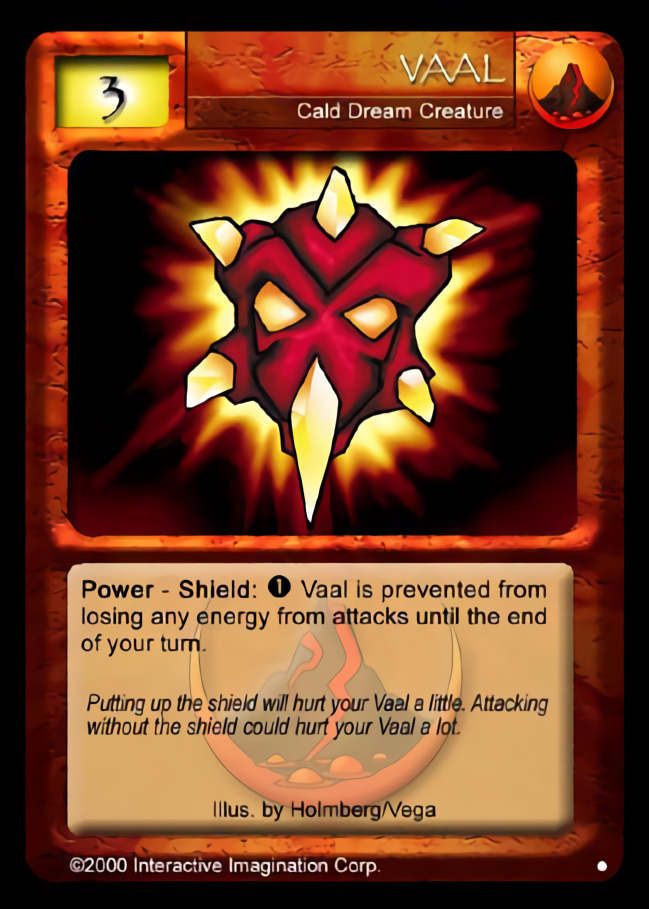 3
VAAL
Cald Dream Creature
Power - Shield: ❶ Vaal is prevented from
losing any energy from attacks until the end
of your turn.
Putting up the shield will hurt your Vaal a little. Attacking
without the shield could hurt your Vaal a lot.
Illus. by Holmberg/Vega
©2000 Interactive Imagination Corp.